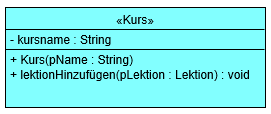 «Kurs»
- kursname : String
+ Kurs(pName : String)
+ lektionHinzufügen(pLektion : Lektion) : void